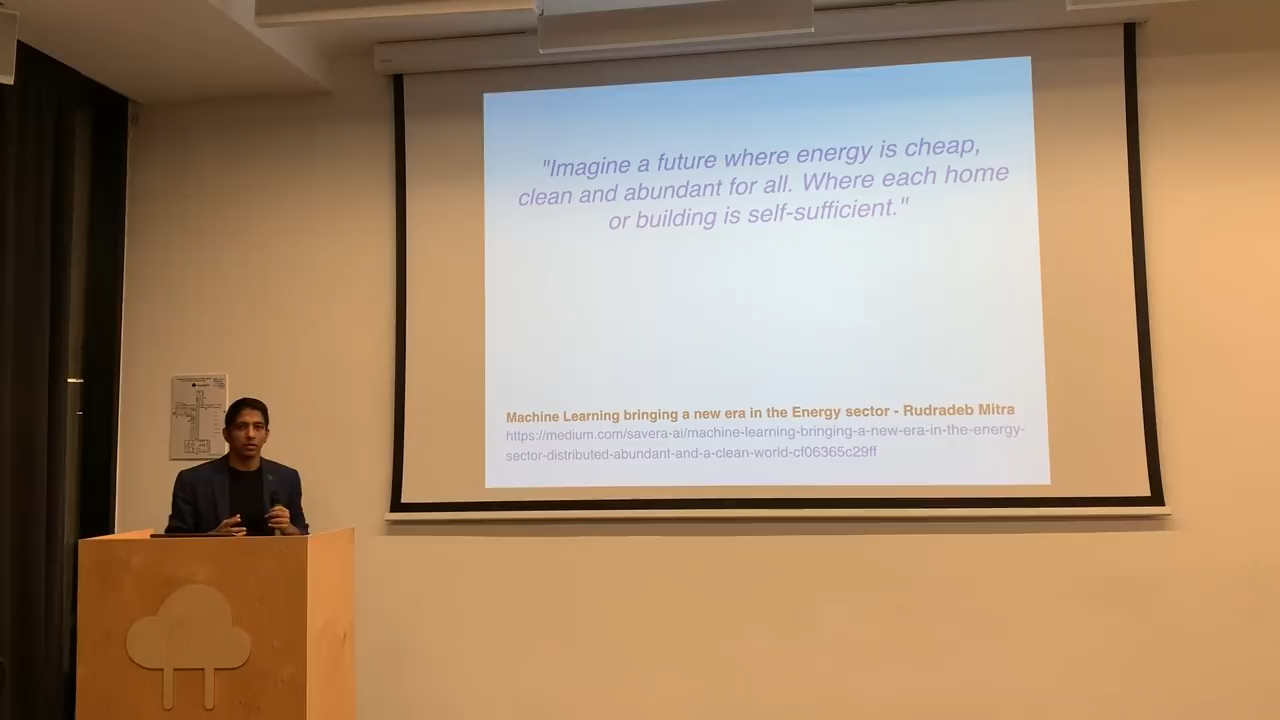 "Imagine a future where energy is cheap,
clean and abundant for all. Where each home
or building is self-sufficient."
Machine Learning bringing a new era in the Energy sector - Rudradeb Mitra
https://medium.com/savera-ai/machine-learning-bringing-a-new-era-in-the-energy-
sector-distributed-abundant-and-a-clean-world-cf06365c29ff